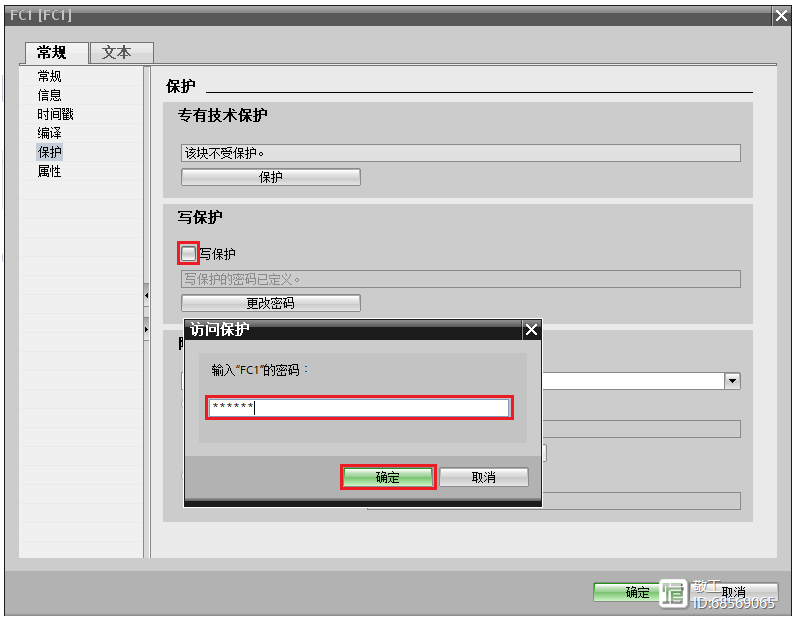 FC1 [FC1]
常规 文本
常规
信息
时间戳
编译
保护
属性
保护
专有技术保护
该块不受保护。
保护
写保护
写保护
写保护的密码已定义。
更改密码
访问保护
输入"FC1"的密码：
******
确定 取消
确定 取消
敬工
ID:68569065